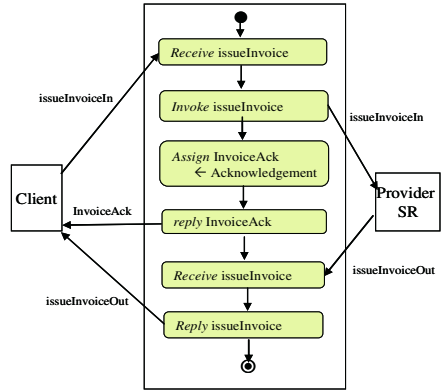 Receive issueInvoice
issueInvoiceIn
Invoke issueInvoice
issueInvoiceIn
Assign InvoiceAck
← Acknowledgement
Client
Provider
SR
InvoiceAck
reply InvoiceAck
Receive issueInvoice
issueInvoiceOut
issueInvoiceOut
Reply issueInvoice